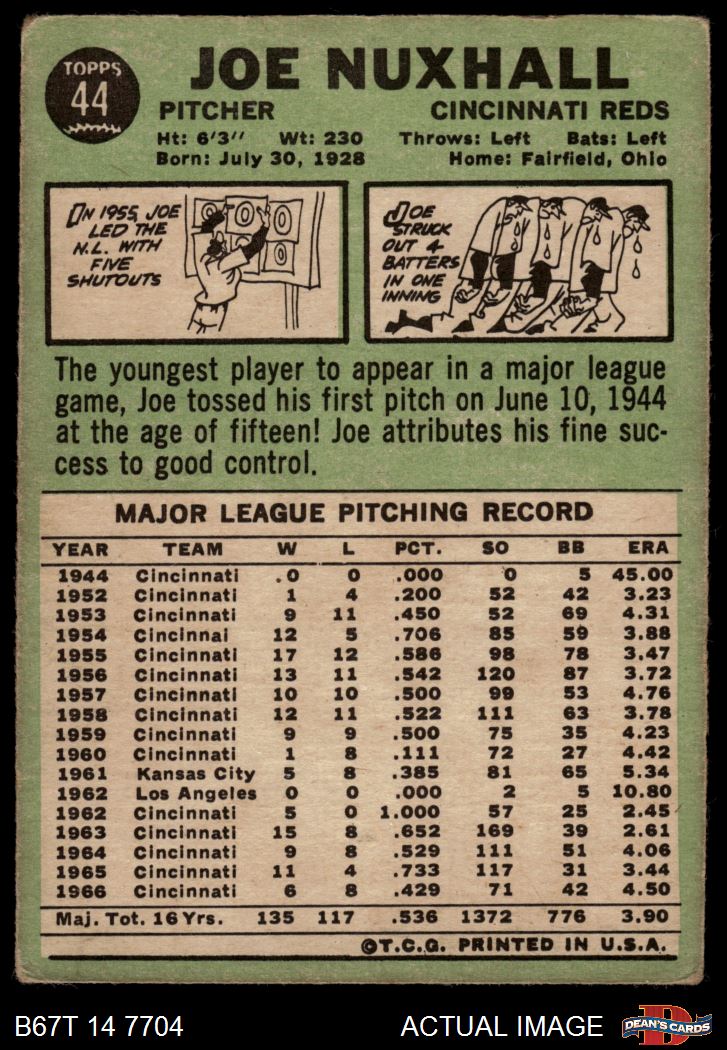 TOPPS
44
JOE NUXHALL
PITCHER CINCINNATI REDS
Ht: 6'3" Wt: 230 Throws: Left Bats: Left
Born: July 30, 1928 Home: Fairfield, Ohio
IN 1955, JOE
LED THE
N.L. WITH
FIVE
SHUTOUTS
0 0 0
0 0
JOE
STRUCK
OUT 4
BATTERS
IN ONE
INNING
The youngest player to appear in a major league
game, Joe tossed his first pitch on June 10, 1944
at the age of fifteen! Joe attributes his fine suc-
cess to good control.
MAJOR LEAGUE PITCHING RECORD
YEAR TEAM W L PCT. SO BB ERA
1944 Cincinnati .0 0 .000 0 5 45.00
1952 Cincinnati 1 4 .200 52 42 3.23
1953 Cincinnati 9 11 .450 52 69 4.31
1954 Cincinnai 12 5 .706 85 59 3.88
1955 Cincinnati 17 12 .586 98 78 3.47
1956 Cincinnati 13 11 .542 120 87 3.72
1957 Cincinnati 10 10 .500 99 53 4.76
1958 Cincinnati 12 11 .522 111 63 3.78
1959 Cincinnati 9 9 .500 75 35 4.23
1960 Cincinnati 1 8 .111 72 27 4.42
1961 Kansas City 5 8 .385 81 65 5.34
1962 Los Angeles 0 0 .000 2 5 10.80
1962 Cincinnati 5 0 1.000 57 25 2.45
1963 Cincinnati 15 8 .652 169 39 2.61
1964 Cincinnati 9 8 .529 111 51 4.06
1965 Cincinnati 11 4 .733 117 31 3.44
1966 Cincinnati 6 8 .429 71 42 4.50
Maj. Tot. 16 Yrs. 135 117 .536 1372 776 3.90
©T.C.G. PRINTED IN U.S.A.
B67T 14 7704 ACTUAL IMAGE
D
DEAN'S CARDS